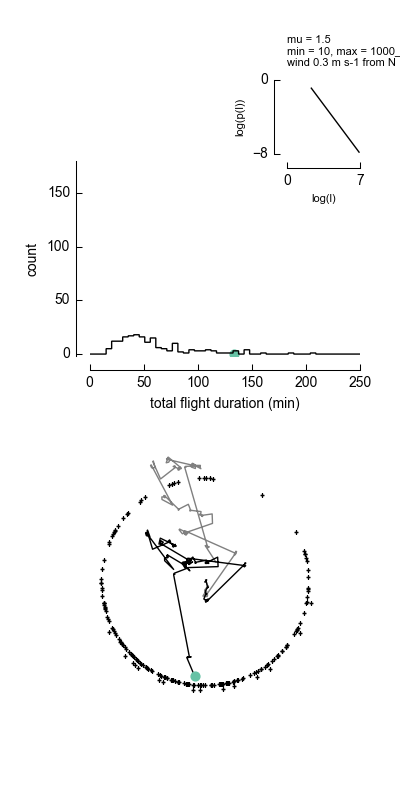 mu = 1.5
min = 10, max = 1000_
wind 0.3 m s-1 from N
0
−8
log(p(l))
0 7
log(l)
150
100
50
0
count
0 50 100 150 200 250
total flight duration (min)